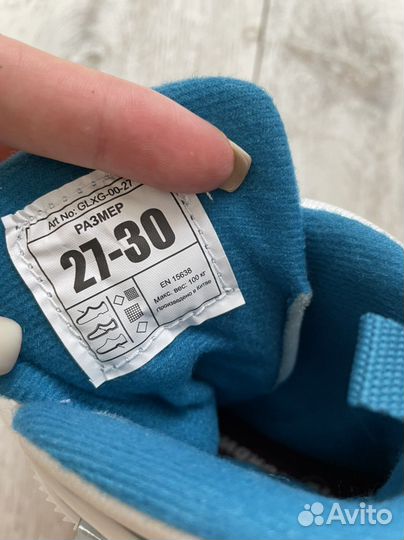 Art No: GLXG-00-27
РАЗМЕР
27-30
EN 15638
Макс. вес: 100 кг
произведено в Китае
Avito